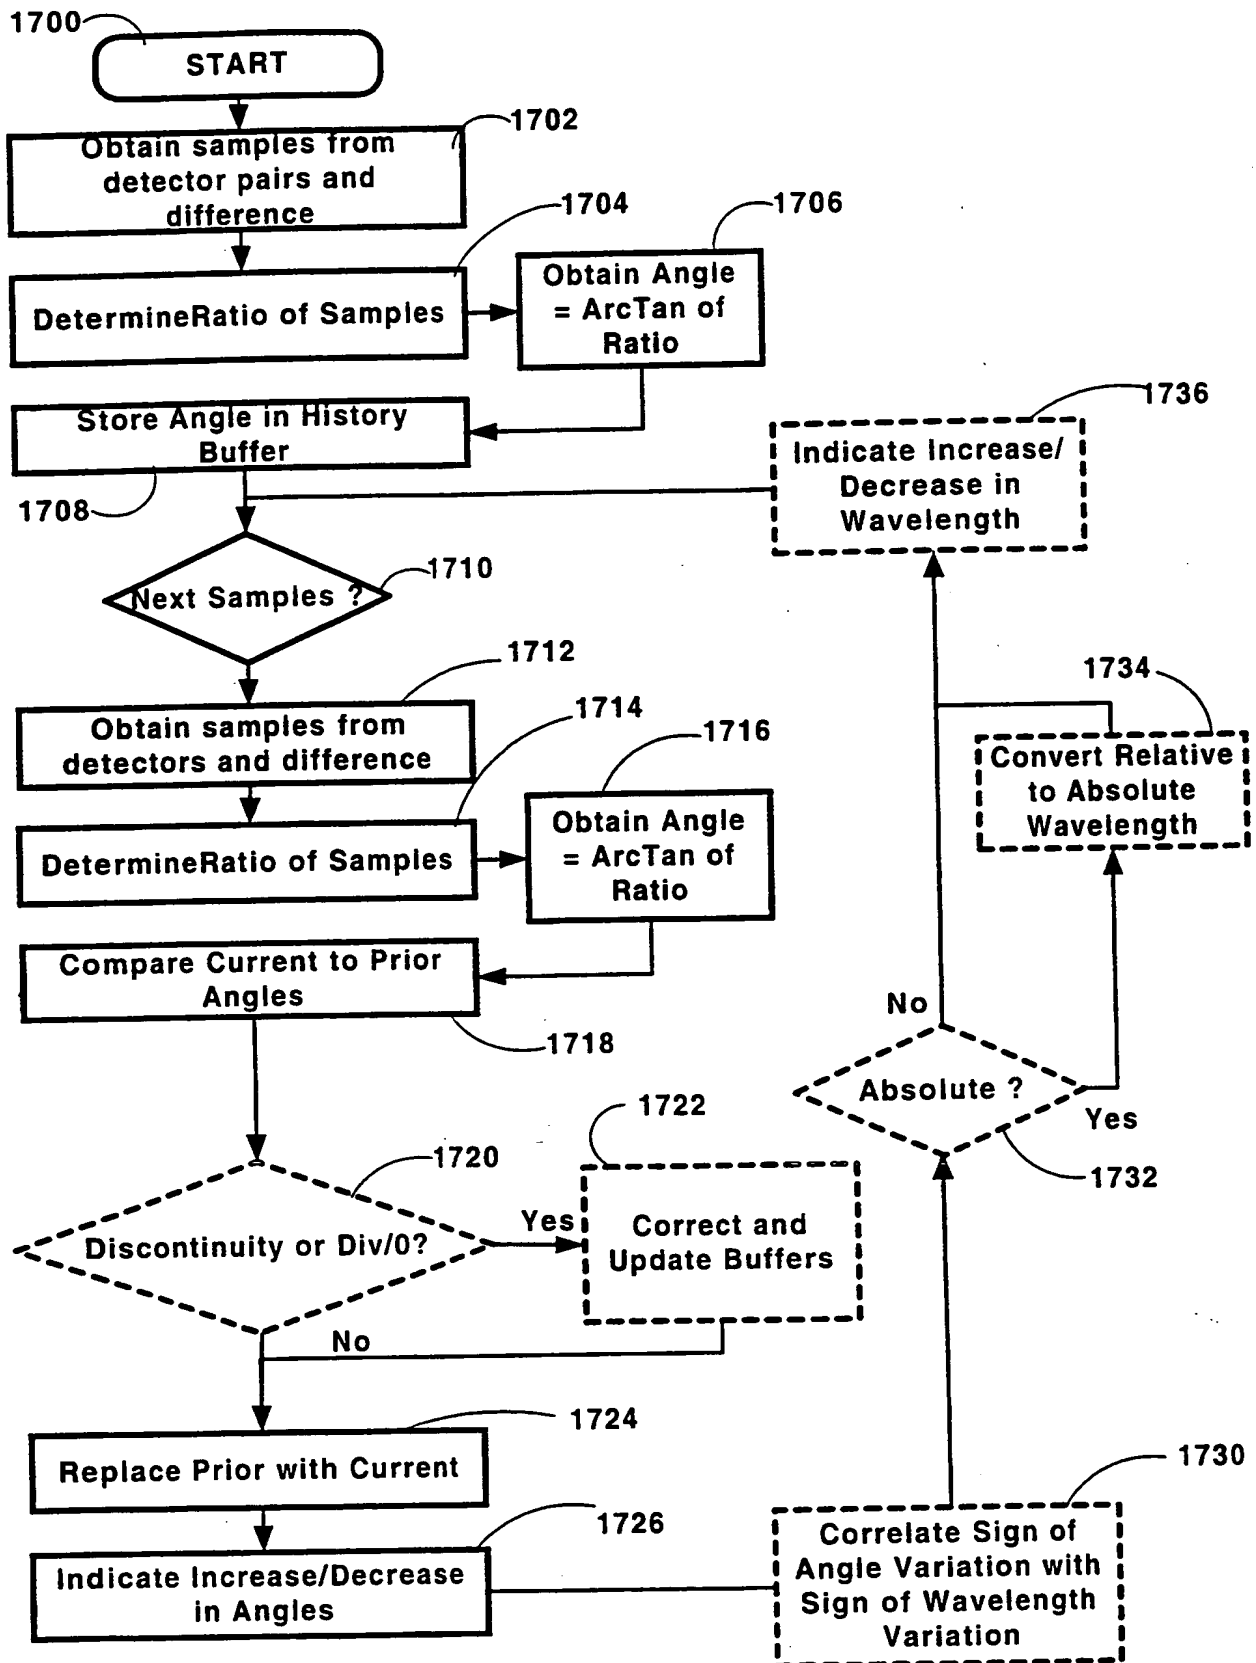 1700
START
1702
Obtain samples from
detector pairs and
difference
1704
DetermineRatio of Samples
1706
Obtain Angle
= ArcTan of
Ratio
Store Angle in History
Buffer
1708
1710
Next Samples ?
1712
Obtain samples from
detectors and difference
1714
DetermineRatio of Samples
1716
Obtain Angle
= ArcTan of
Ratio
Compare Current to Prior
Angles
1718
1720
Discontinuity or Div/0?
Yes
No
1722
Correct and
Update Buffers
1724
Replace Prior with Current
1726
Indicate Increase/Decrease
in Angles
1730
Correlate Sign of
Angle Variation with
Sign of Wavelength
Variation
1732
Absolute ?
No
Yes
1734
Convert Relative
to Absolute
Wavelength
1736
Indicate Increase/
Decrease in
Wavelength